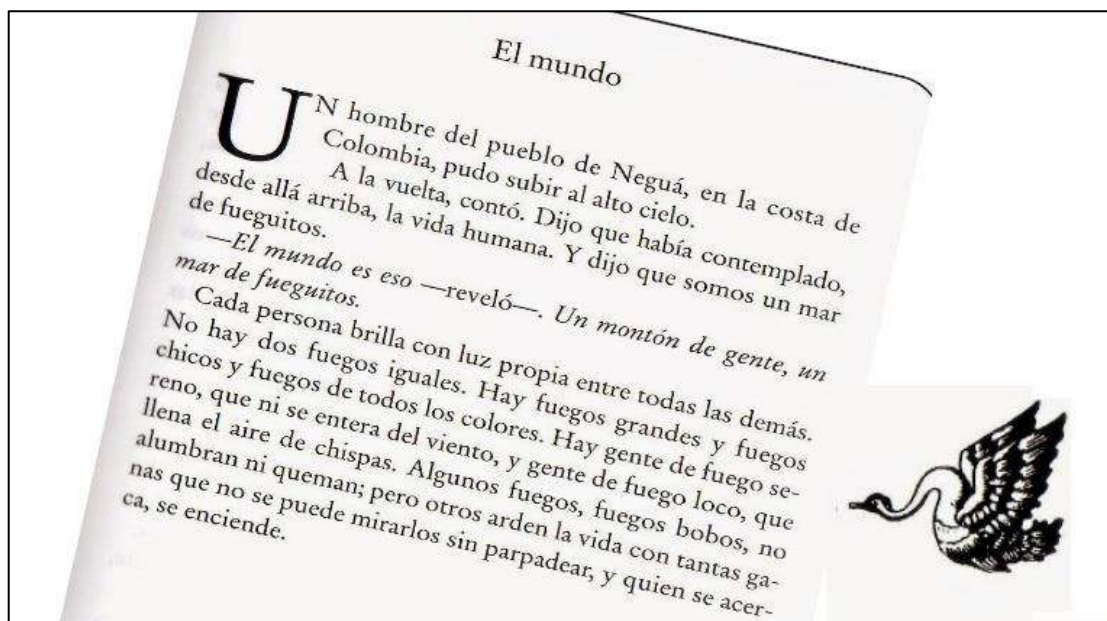 El mundo
UN hombre del pueblo de Neguá, en la costa de
Colombia, pudo subir al alto cielo.
A la vuelta, contó. Dijo que había contemplado,
desde allá arriba, la vida humana. Y dijo que somos un mar
de fueguitos.
—El mundo es eso —reveló—. Un montón de gente, un
mar de fueguitos.
Cada persona brilla con luz propia entre todas las demás.
No hay dos fuegos iguales. Hay fuegos grandes y fuegos
chicos y fuegos de todos los colores. Hay gente de fuego se-
reno, que ni se entera del viento, y gente de fuego loco, que
llena el aire de chispas. Algunos fuegos, fuegos bobos, no
alumbran ni queman; pero otros arden la vida con tantas ga-
nas que no se puede mirarlos sin parpadear, y quien se acer-
ca, se enciende.